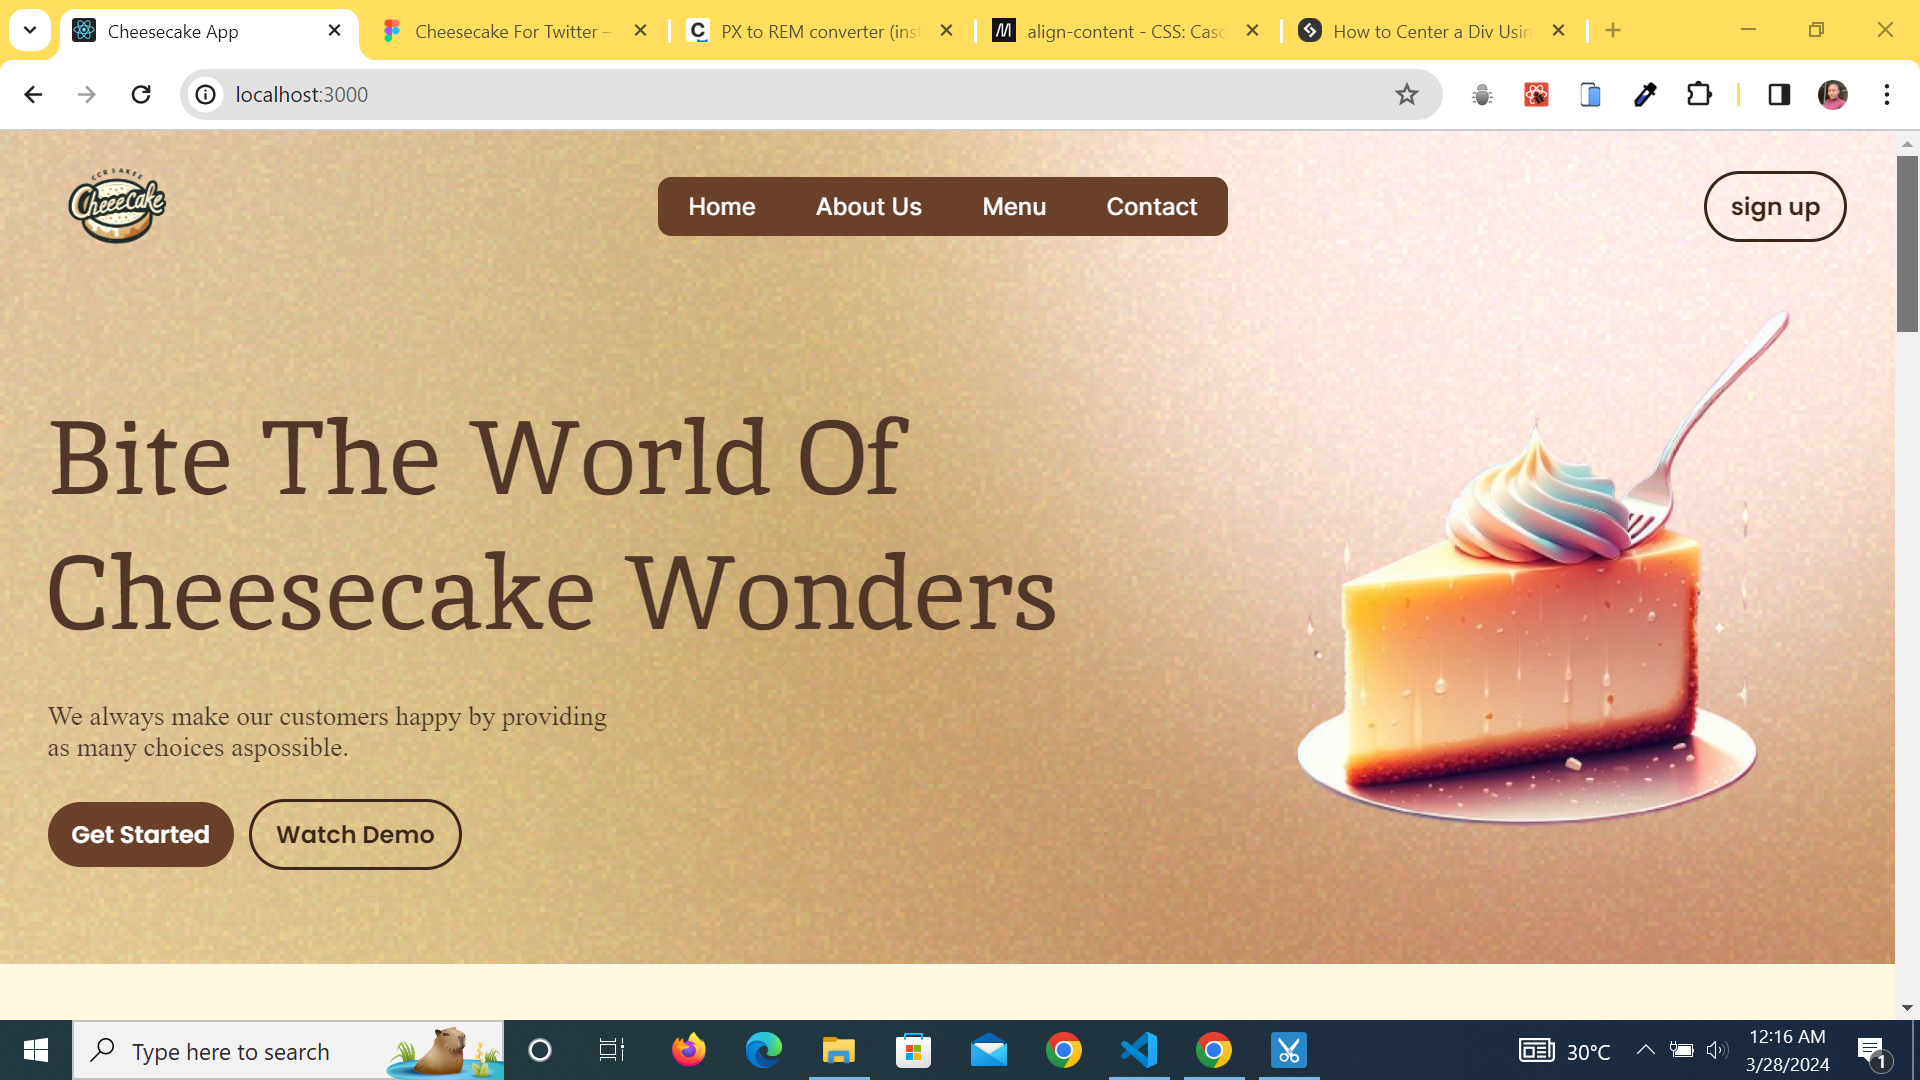 Cheesecake App
Cheesecake For Twitter –
PX to REM converter (inst
align-content - CSS: Casc
How to Center a Div Usin
localhost:3000
CheeeCake
Home
About Us
Menu
Contact
sign up
Bite The World Of
Cheesecake Wonders
We always make our customers happy by providing
as many choices aspossible.
Get Started
Watch Demo
Type here to search
30°C
12:16 AM
3/28/2024
1